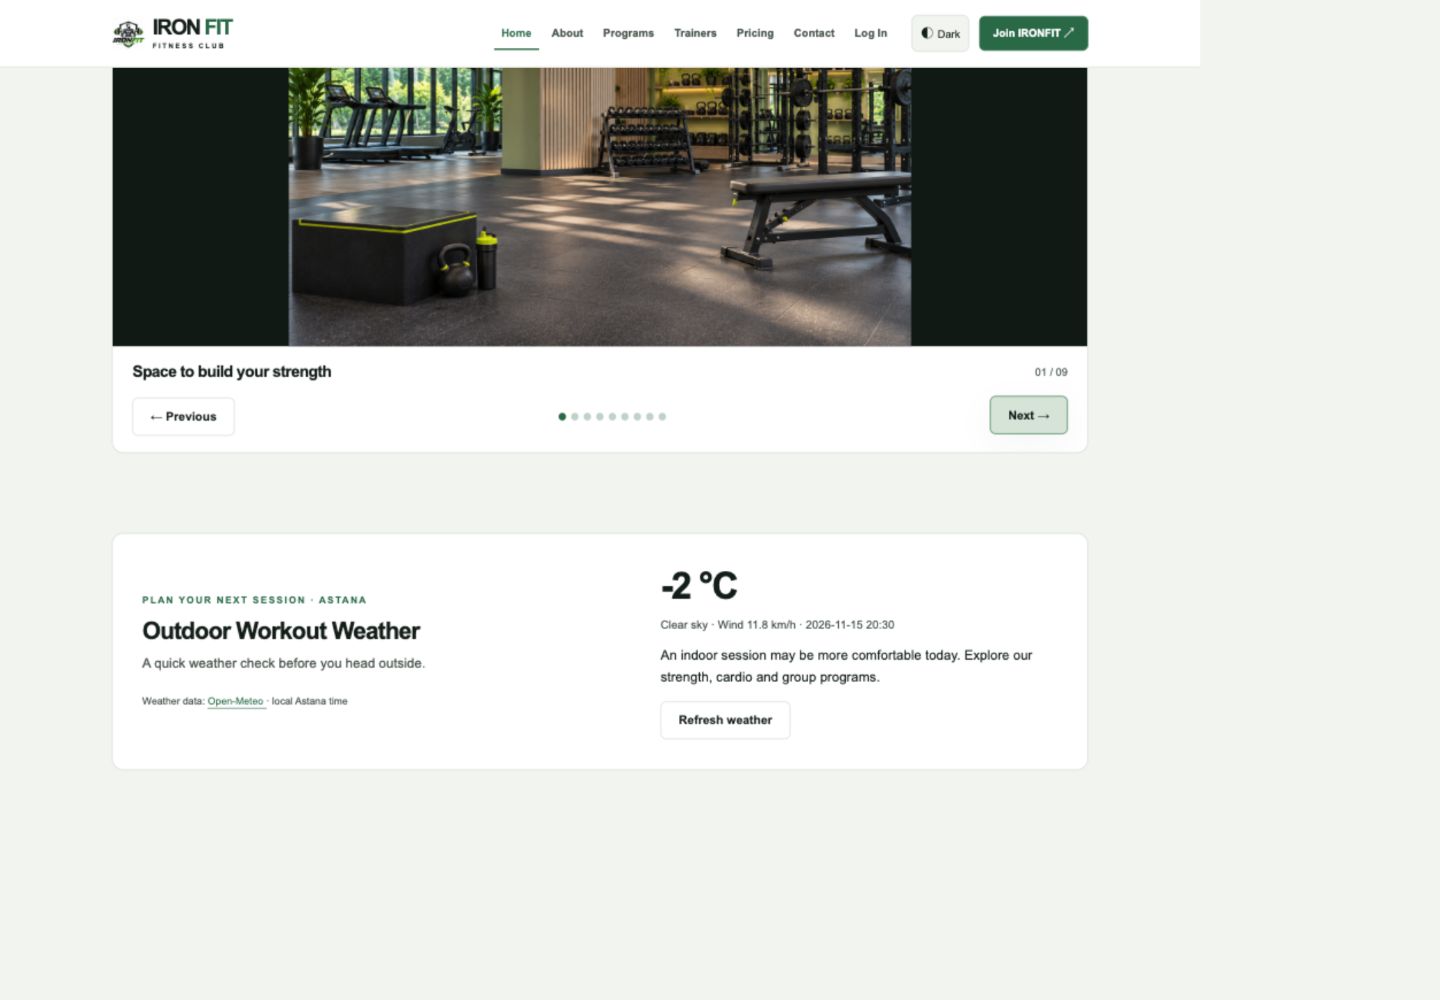 IRON FIT
FITNESS CLUB
Home About Programs Trainers Pricing Contact Log In Dark Join IRONFIT ↗
Space to build your strength
01 / 09
← Previous
Next →
PLAN YOUR NEXT SESSION · ASTANA
Outdoor Workout Weather
A quick weather check before you head outside.
Weather data: Open-Meteo · local Astana time
-2 °C
Clear sky · Wind 11.8 km/h · 2026-11-15 20:30
An indoor session may be more comfortable today. Explore our
strength, cardio and group programs.
Refresh weather